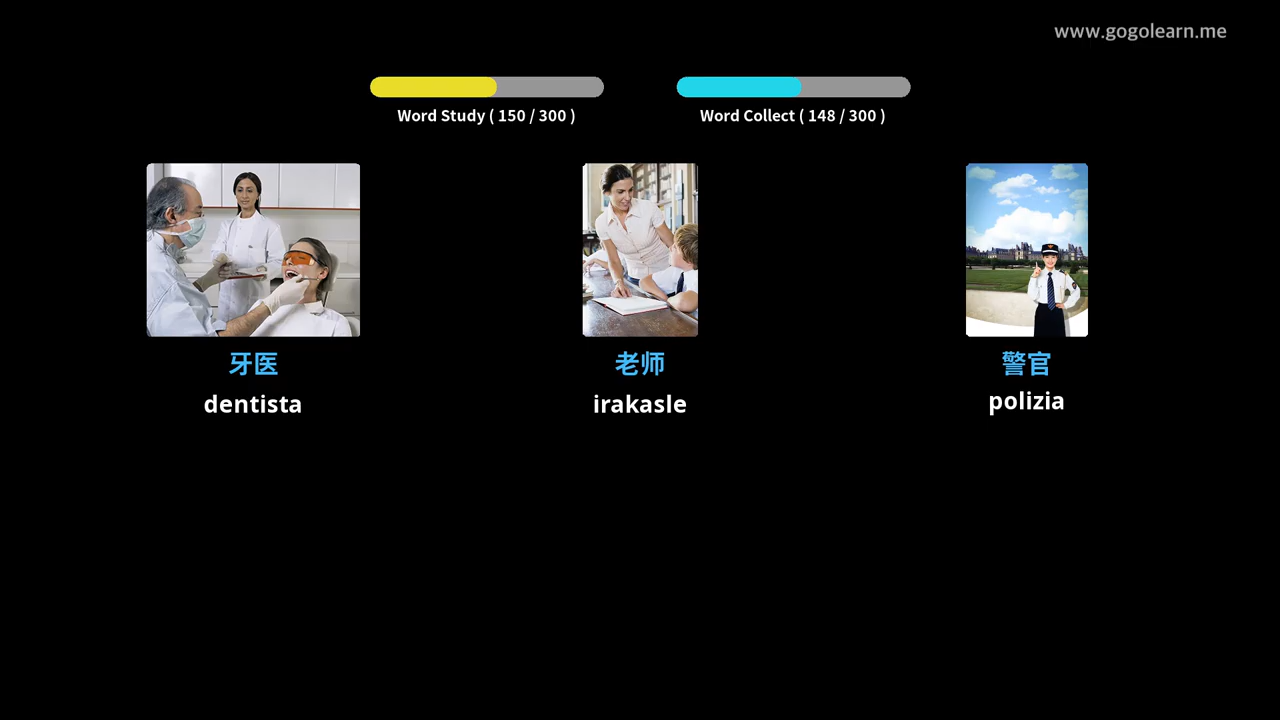 www.gogolearn.me
Word Study ( 150 / 300 )
Word Collect ( 148 / 300 )
牙医
老师
警官
dentista
irakasle
polizia